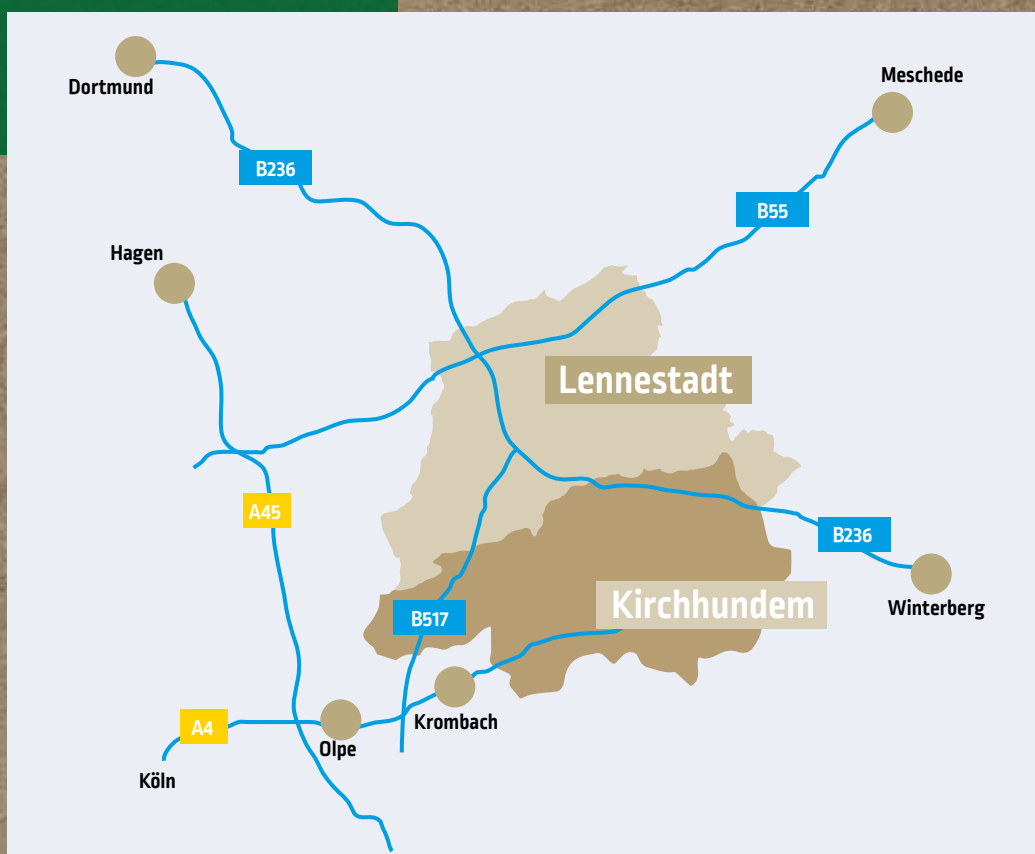 Dortmund
Meschede
B236
B55
Hagen
Lennestadt
A45
B236
Kirchhundem
Winterberg
B517
Krombach
A4
Olpe
Köln